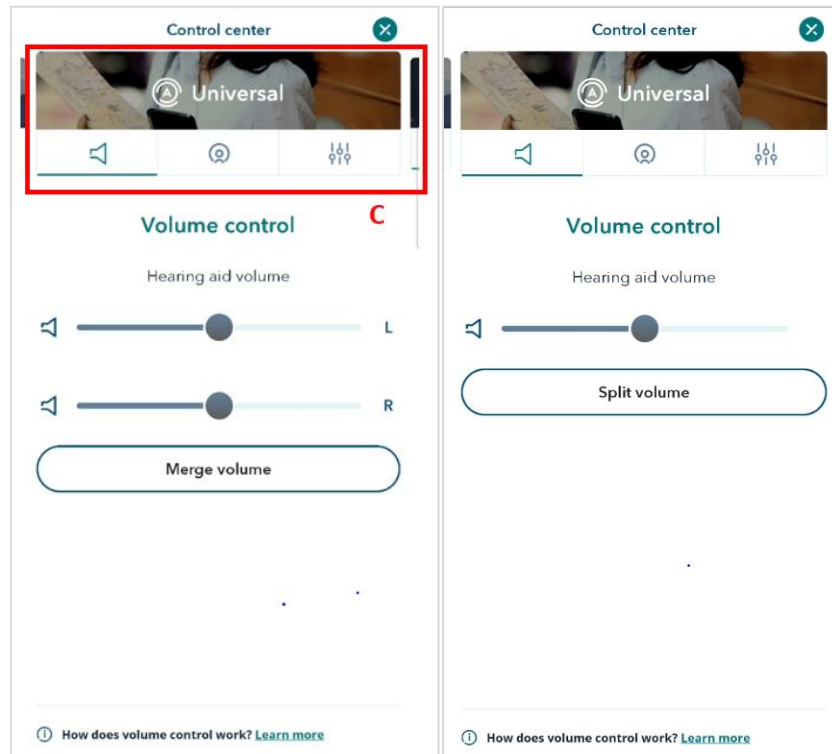 Control center
A Universal
C
Volume control
Hearing aid volume
L
R
Merge volume
How does volume control work? Learn more
Control center
A Universal
Volume control
Hearing aid volume
Split volume
How does volume control work? Learn more